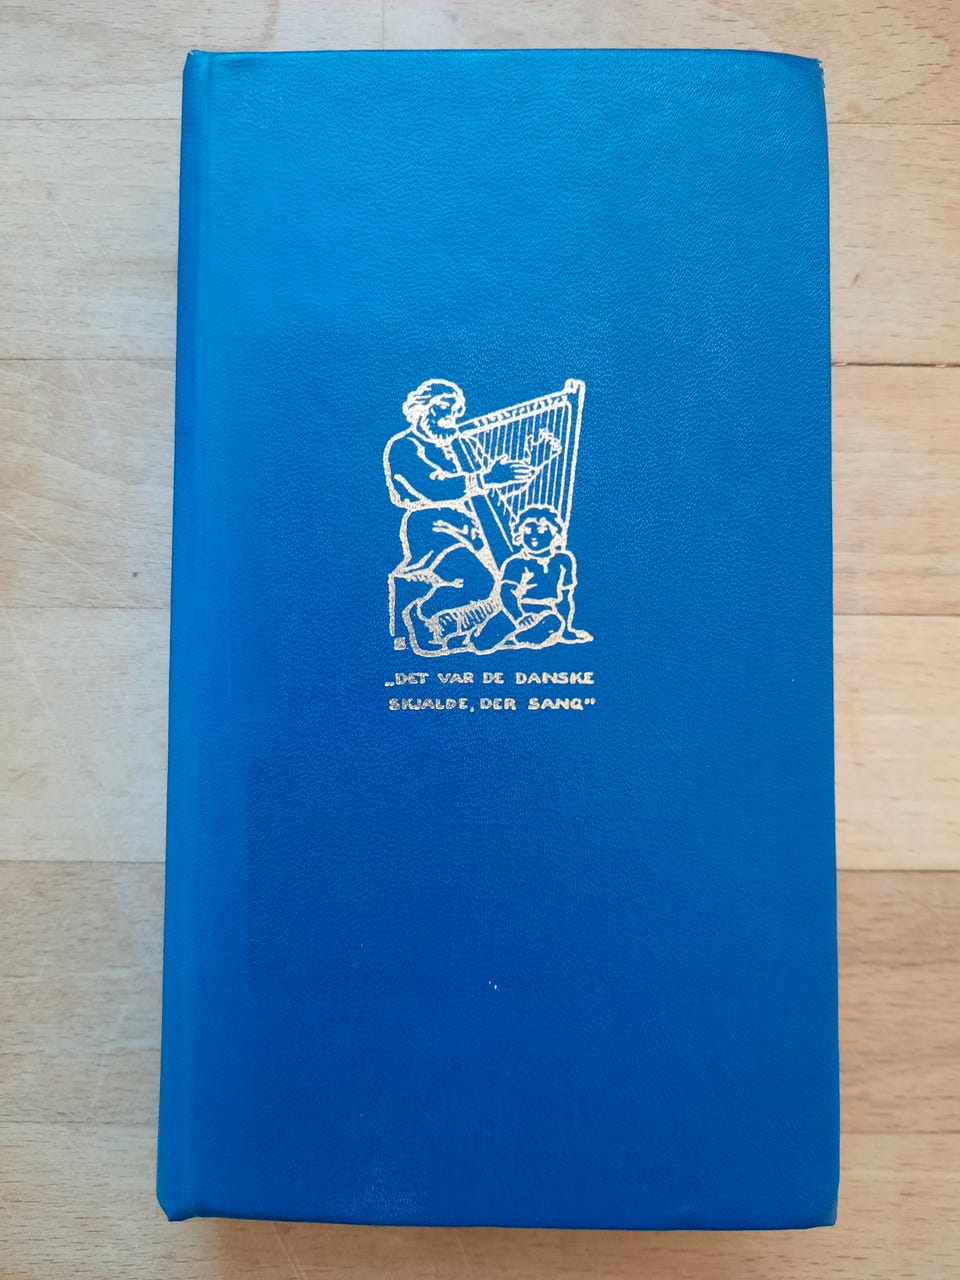 „DET VAR DE DANSKE
SKJALDE, DER SANG”